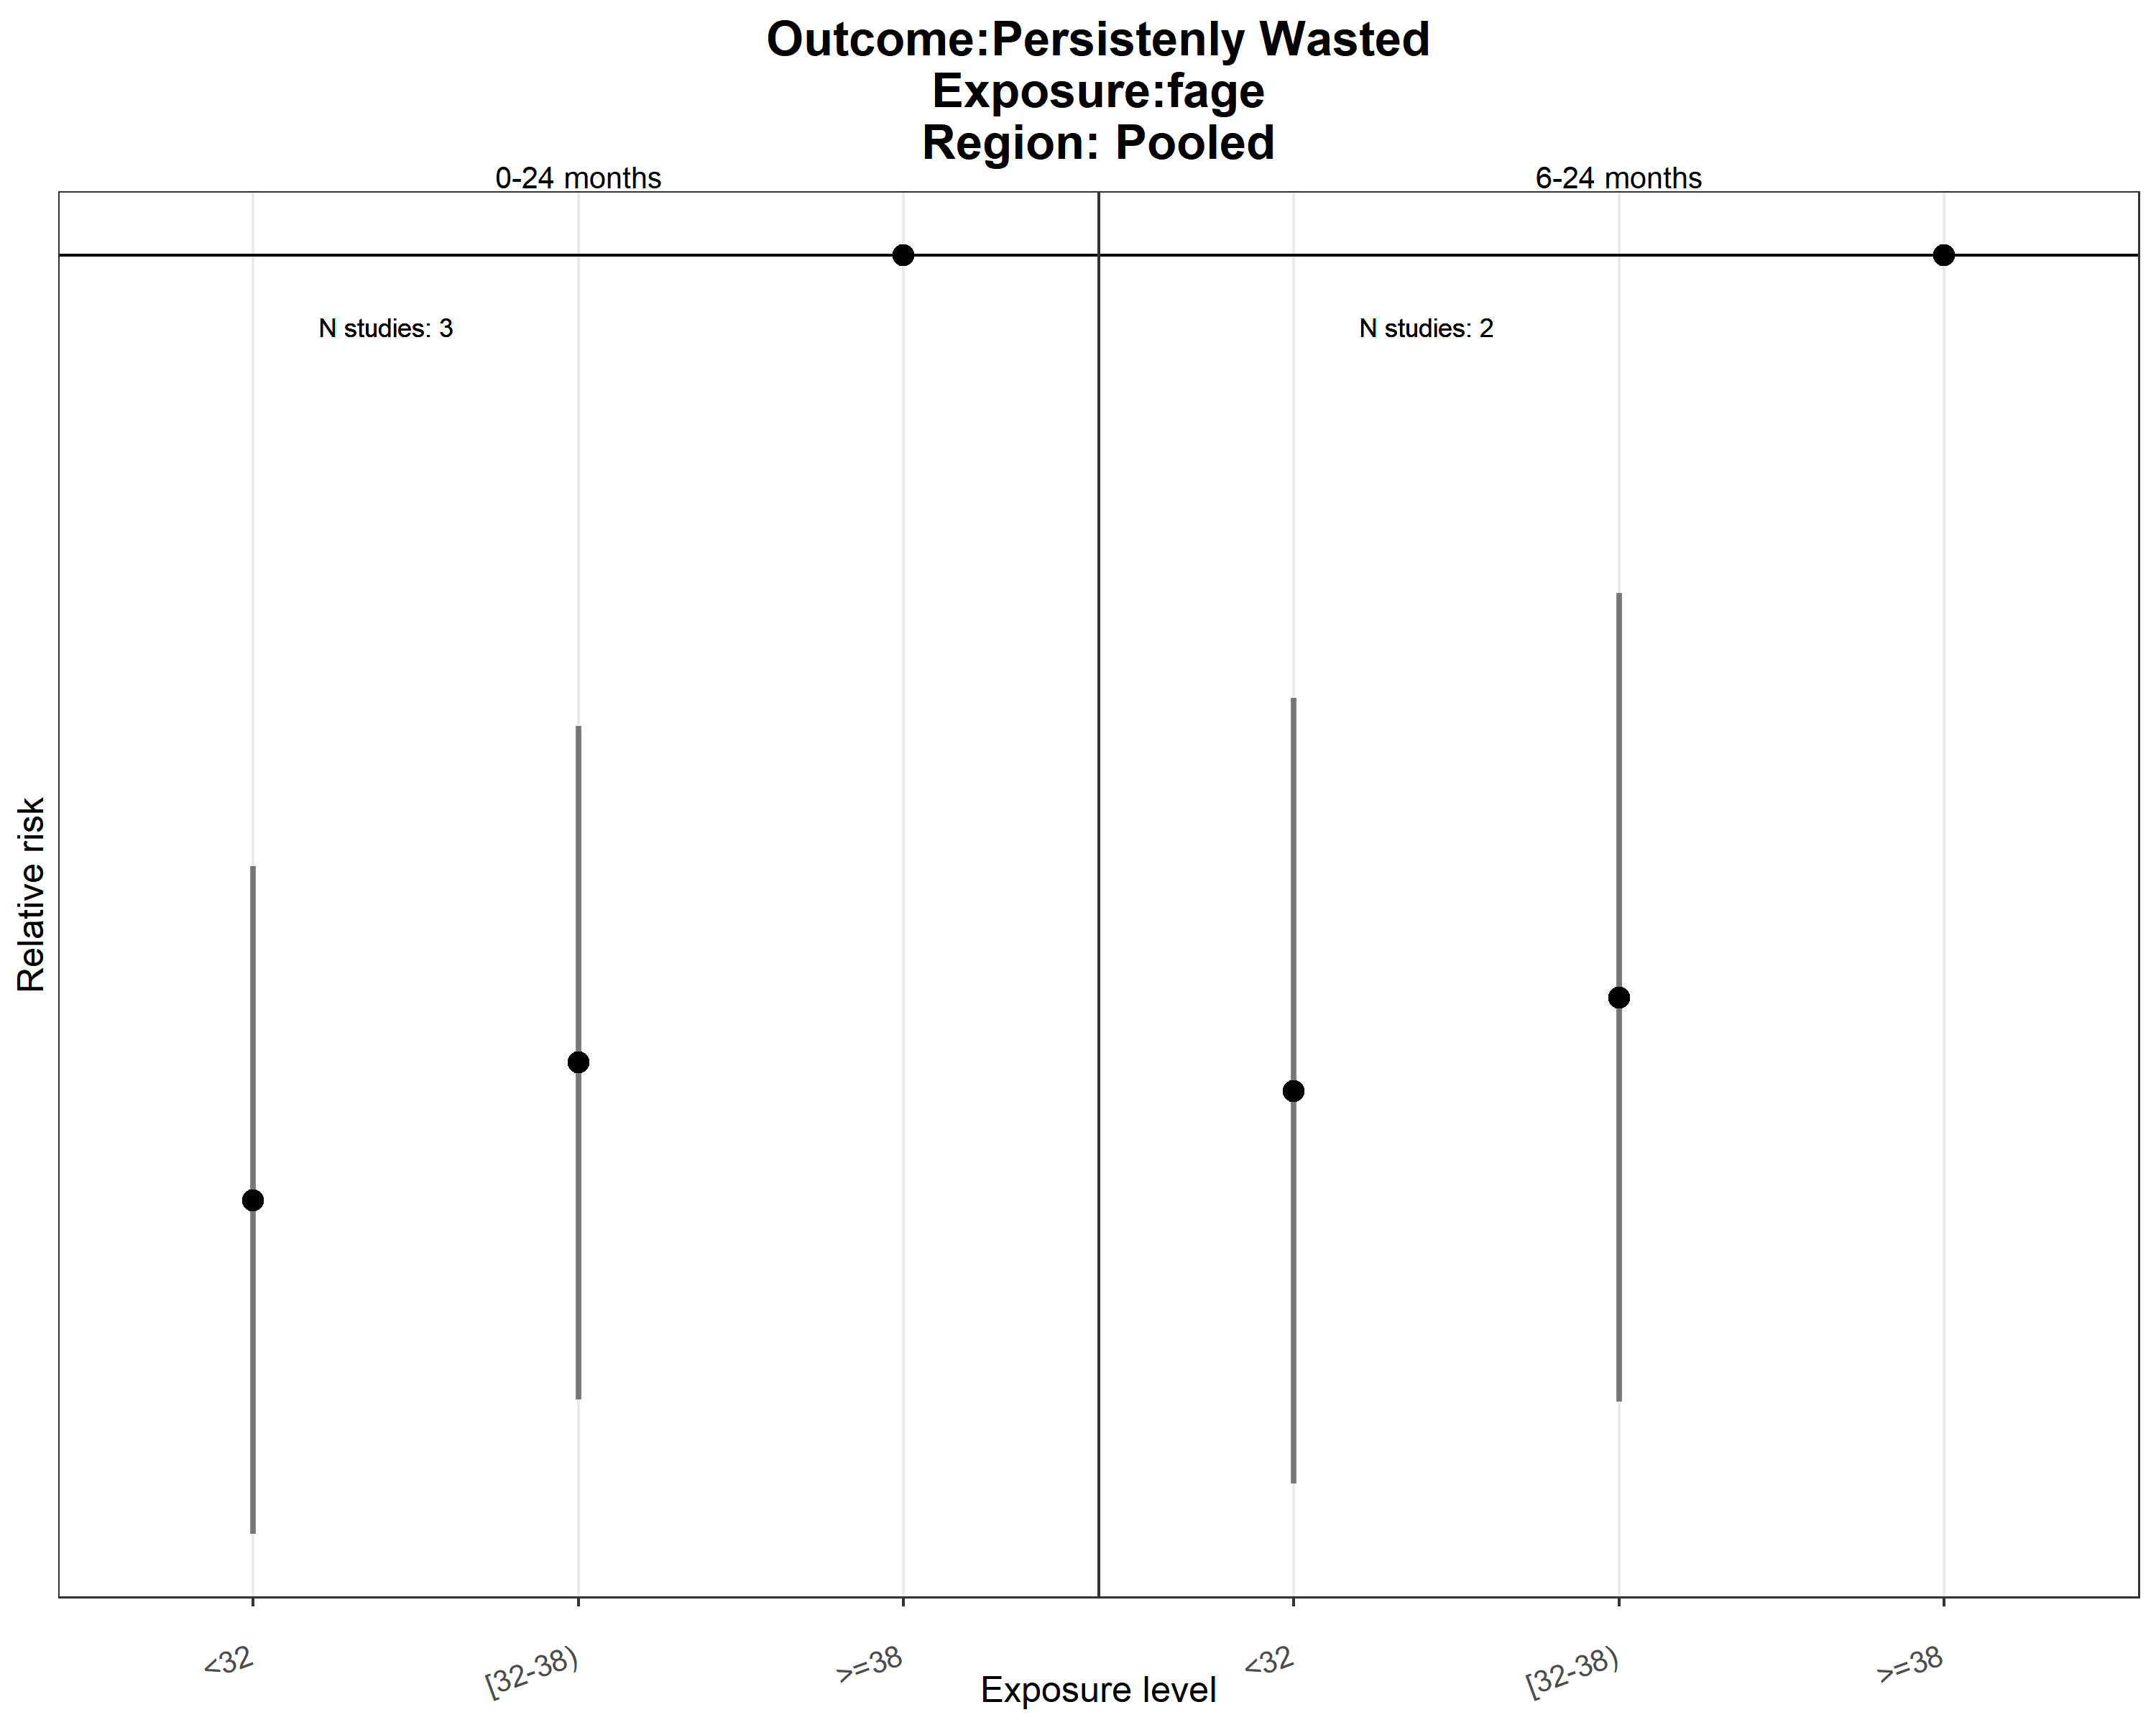 Outcome:Persistenly Wasted
Exposure:fage
Region: Pooled
0-24 months
6-24 months
N studies: 3
N studies: 2
Relative risk
<32
[32-38)
>=38
<32
[32-38)
>=38
Exposure level